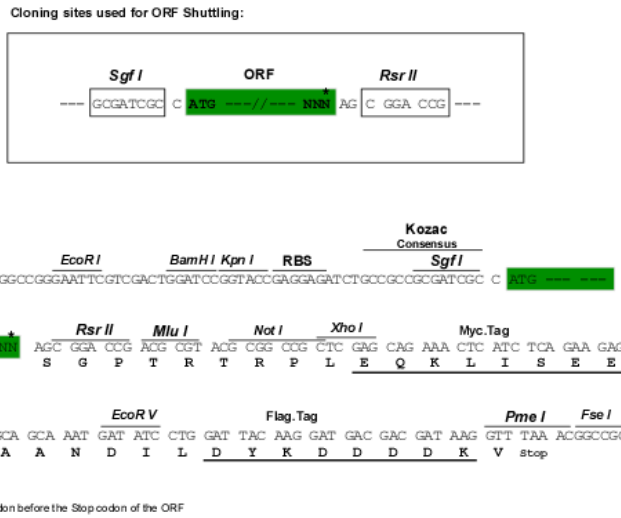 Cloning sites used for ORF Shuttling:
Sgf I ORF Rsr II
--- GCGATCGC C ATG ---//--- NNN* AG C GGA CCG ---
Kozac
Consensus
EcoR I BamH I Kpn I RBS Sgf I
GGCCGGGAATTCGTCGACTGGATCCGGTACCGAGGAGATCTGCCGCCGCGATCGC C ATG --- ---
* Rsr II Mlu I Not I Xho I Myc.Tag
NN AGC GGA CCG ACG CGT ACG CGG CCG CTC GAG CAG AAA CTC ATC TCA GAA GAG
S G P T R T R P L E Q K L I S E E
EcoR V Flag.Tag Pme I Fse I
CA GCA AAT GAT ATC CTG GAT TAC AAG GAT GAC GAC GAT AAG GTT TAA ACGGCCG
A A N D I L D Y K D D D D K V Stop
before the Stop codon of the ORF